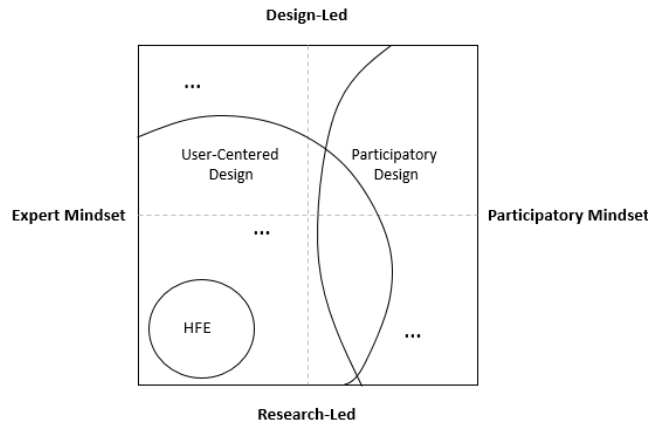 Design-Led
...
User-Centered
Design
Participatory
Design
Expert Mindset
Participatory Mindset
...
HFE
...
Research-Led